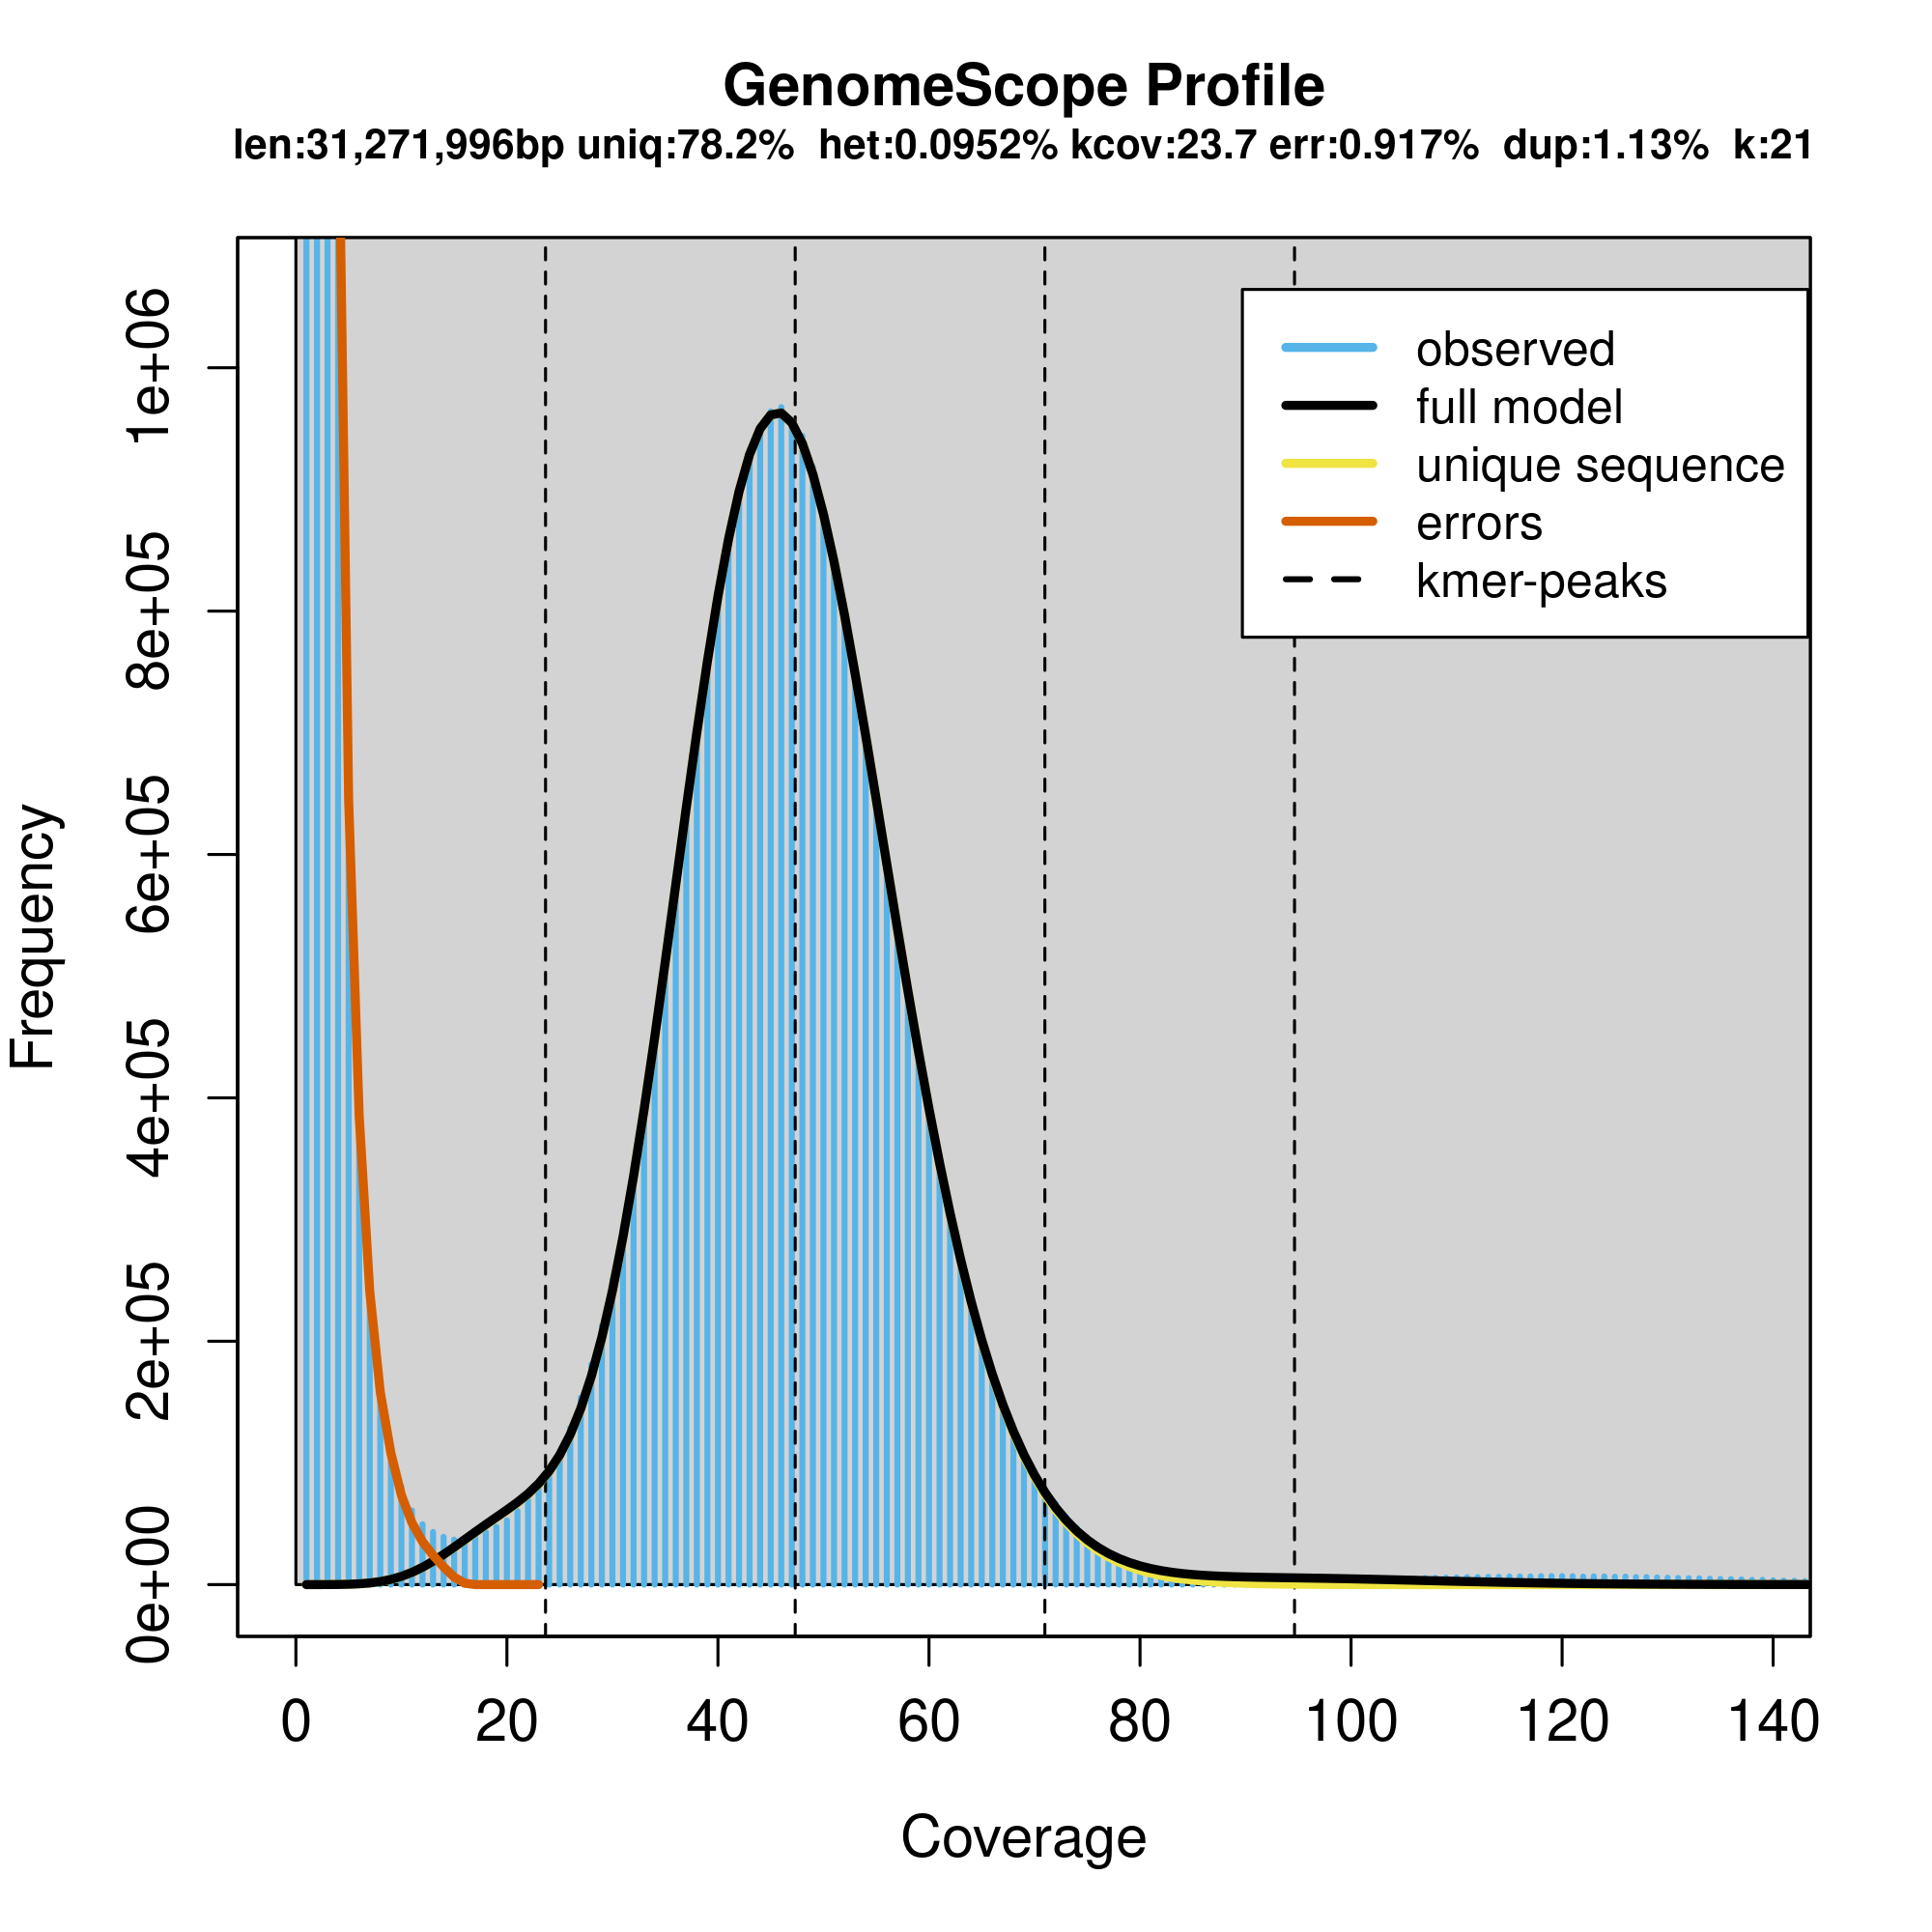 GenomeScope Profile
len:31,271,996bp uniq:78.2% het:0.0952% kcov:23.7 err:0.917% dup:1.13% k:21
Frequency
1e+06
8e+05
6e+05
4e+05
2e+05
0e+00
observed
full model
unique sequence
errors
kmer-peaks
0 20 40 60 80 100 120 140
Coverage